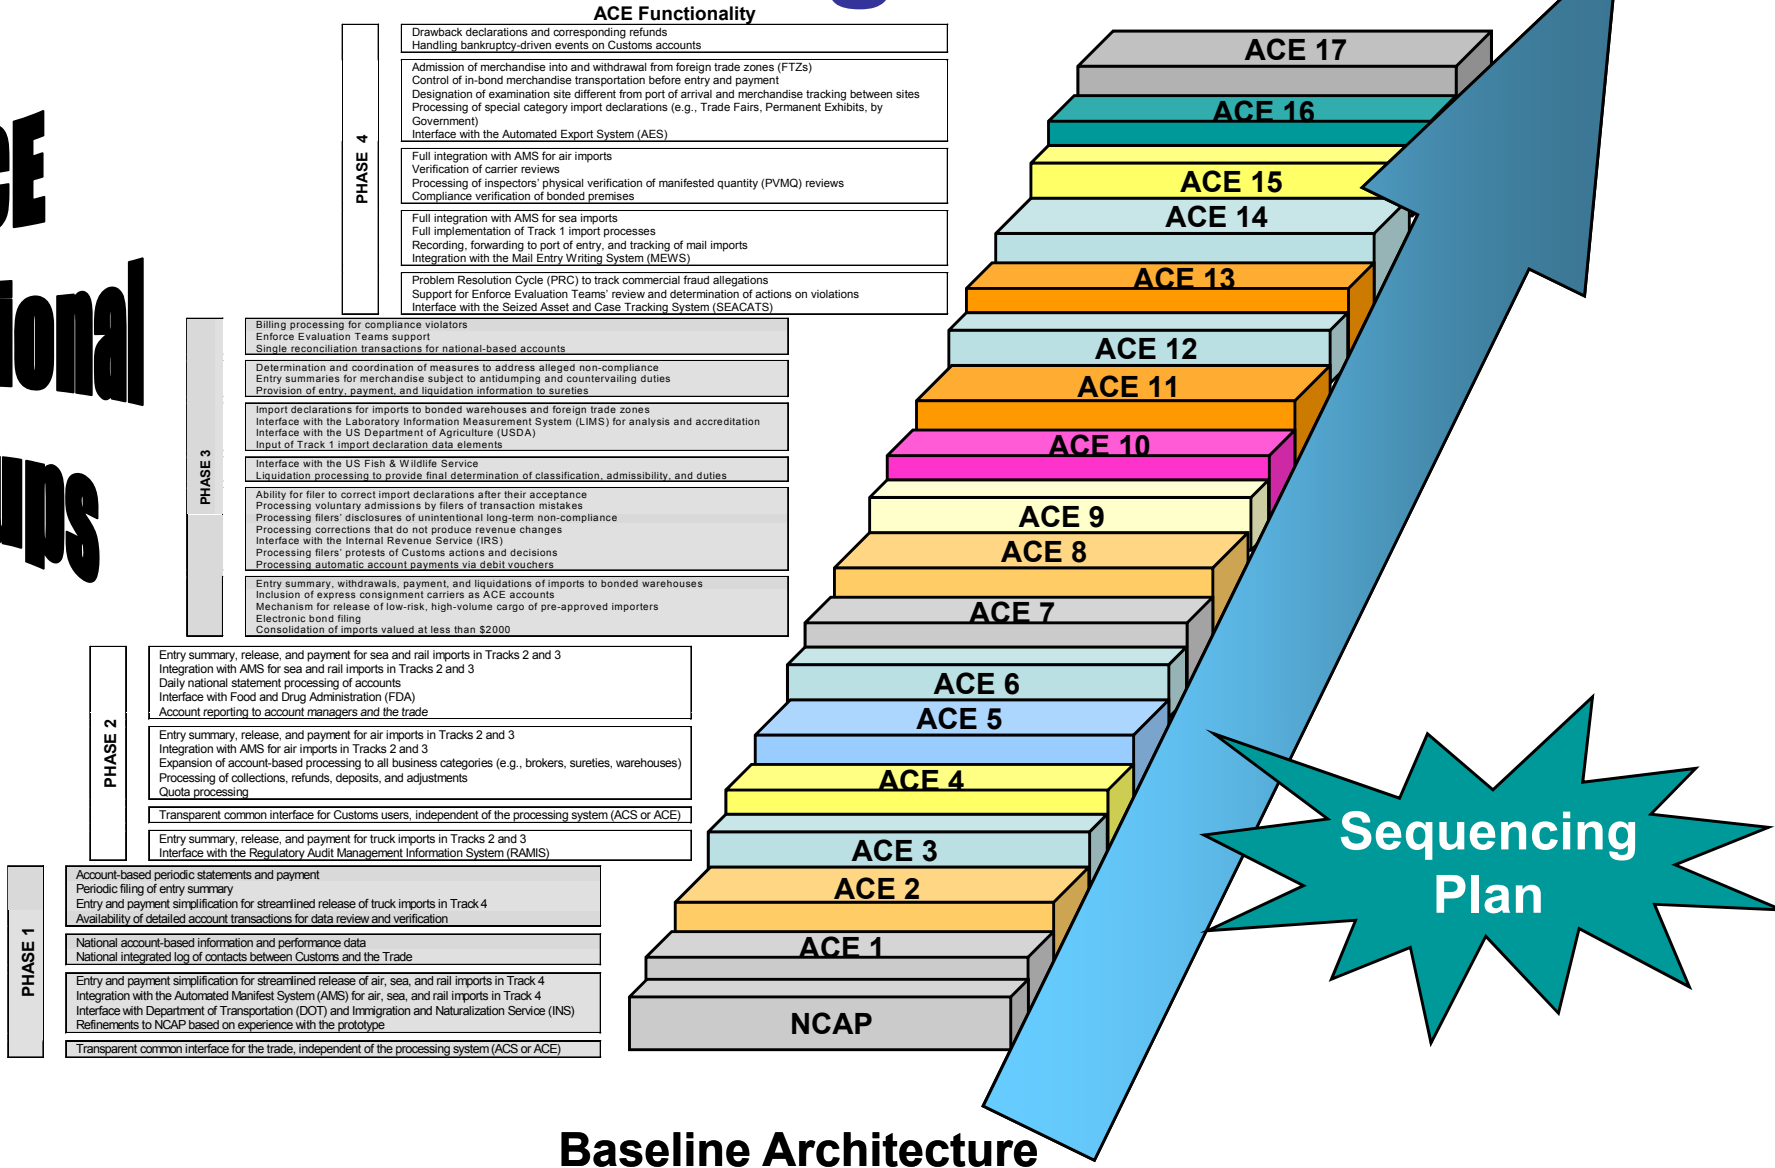 ACE Functionality
PHASE 4
Drawback declarations and corresponding refunds
Handling bankruptcy-driven events on Customs accounts
Admission of merchandise into and withdrawal from foreign trade zones (FTZs)
Control of in-bond merchandise transportation before entry and payment
Designation of examination site different from port of arrival and merchandise tracking between sites
Processing of special category import declarations (e.g., Trade Fairs, Permanent Exhibits, by
Government)
Interface with the Automated Export System (AES)
Full integration with AMS for air imports
Verification of carrier reviews
Processing of inspectors' physical verification of manifested quantity (PVMQ) reviews
Compliance verification of bonded premises
Full integration with AMS for sea imports
Full implementation of Track 1 import processes
Recording, forwarding to port of entry, and tracking of mail imports
Integration with the Mail Entry Writing System (MEWS)
Problem Resolution Cycle (PRC) to track commercial fraud allegations
Support for Enforce Evaluation Teams' review and determination of actions on violations
Interface with the Seized Asset and Case Tracking System (SEACATS)
PHASE 3
Billing processing for compliance violators
Enforce Evaluation Teams support
Single reconciliation transactions for national-based accounts
Determination and coordination of measures to address alleged non-compliance
Entry summaries for merchandise subject to antidumping and countervailing duties
Provision of entry, payment, and liquidation information to sureties
Import declarations for imports to bonded warehouses and foreign trade zones
Interface with the Laboratory Information Measurement System (LIMS) for analysis and accreditation
Interface with the US Department of Agriculture (USDA)
Input of Track 1 import declaration data elements
Interface with the US Fish & Wildlife Service
Liquidation processing to provide final determination of classification, admissibility, and duties
Ability for filer to correct import declarations after their acceptance
Processing voluntary admissions by filers of transaction mistakes
Processing filers' disclosures of unintentional long-term non-compliance
Processing corrections that do not produce revenue changes
Interface with the Internal Revenue Service (IRS)
Processing filers' protests of Customs actions and decisions
Processing automatic account payments via debit vouchers
Entry summary, withdrawals, payment, and liquidations of imports to bonded warehouses
Inclusion of express consignment carriers as ACE accounts
Mechanism for release of low-risk, high-volume cargo of pre-approved importers
Electronic bond filing
Consolidation of imports valued at less than $2000
PHASE 2
Entry summary, release, and payment for sea and rail imports in Tracks 2 and 3
Integration with AMS for sea and rail imports in Tracks 2 and 3
Daily national statement processing of accounts
Interface with Food and Drug Administration (FDA)
Account reporting to account managers and the trade
Entry summary, release, and payment for air imports in Tracks 2 and 3
Integration with AMS for air imports in Tracks 2 and 3
Expansion of account-based processing to all business categories (e.g., brokers, sureties, warehouses)
Processing of collections, refunds, deposits, and adjustments
Quota processing
Transparent common interface for Customs users, independent of the processing system (ACS or ACE)
Entry summary, release, and payment for truck imports in Tracks 2 and 3
Interface with the Regulatory Audit Management Information System (RAMIS)
PHASE 1
Account-based periodic statements and payment
Periodic filing of entry summary
Entry and payment simplification for streamlined release of truck imports in Track 4
Availability of detailed account transactions for data review and verification
National account-based information and performance data
National integrated log of contacts between Customs and the Trade
Entry and payment simplification for streamlined release of air, sea, and rail imports in Track 4
Integration with the Automated Manifest System (AMS) for air, sea, and rail imports in Track 4
Interface with Department of Transportation (DOT) and Immigration and Naturalization Service (INS)
Refinements to NCAP based on experience with the prototype
Transparent common interface for the trade, independent of the processing system (ACS or ACE)
ACE 17
ACE 16
ACE 15
ACE 14
ACE 13
ACE 12
ACE 11
ACE 10
ACE 9
ACE 8
ACE 7
ACE 6
ACE 5
ACE 4
ACE 3
ACE 2
ACE 1
NCAP
Sequencing
Plan
Baseline Architecture